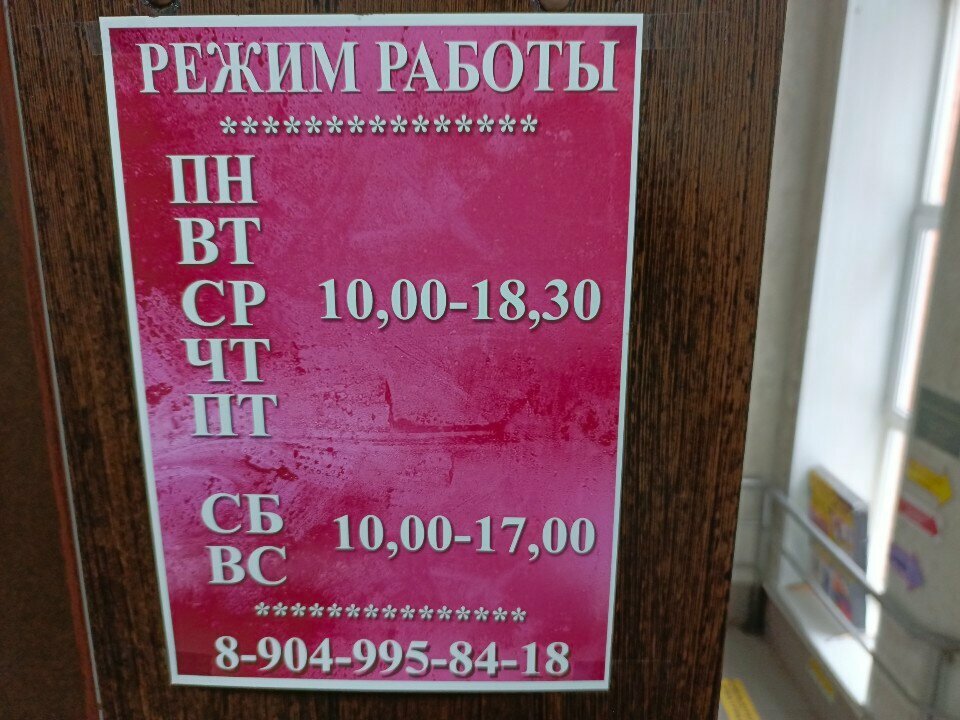 РЕЖИМ РАБОТЫ
***************
ПН
ВТ
СР 10,00-18,30
ЧТ
ПТ
СБ
10,00-17,00
ВС
***************
8-904-995-84-18